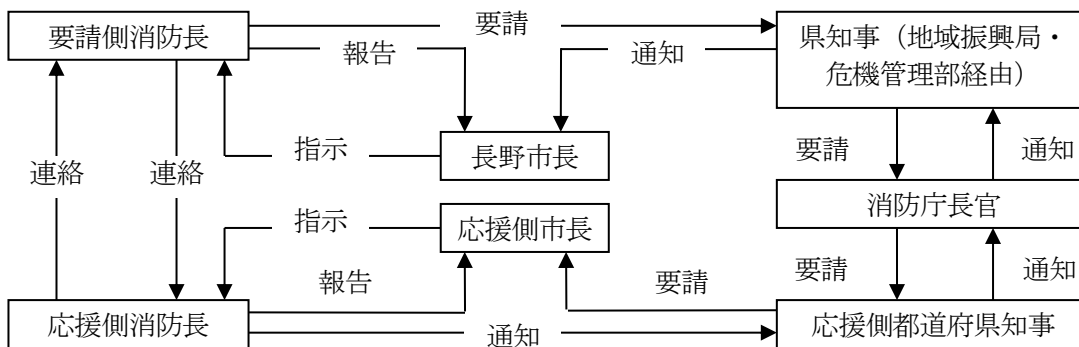 要請側消防長
要請
県知事（地域振興局・
危機管理部経由）
報告
通知
指示
長野市長
連絡
連絡
要請
通知
消防庁長官
指示
応援側市長
要請
通知
報告
要請
応援側消防長
通知
応援側都道府県知事